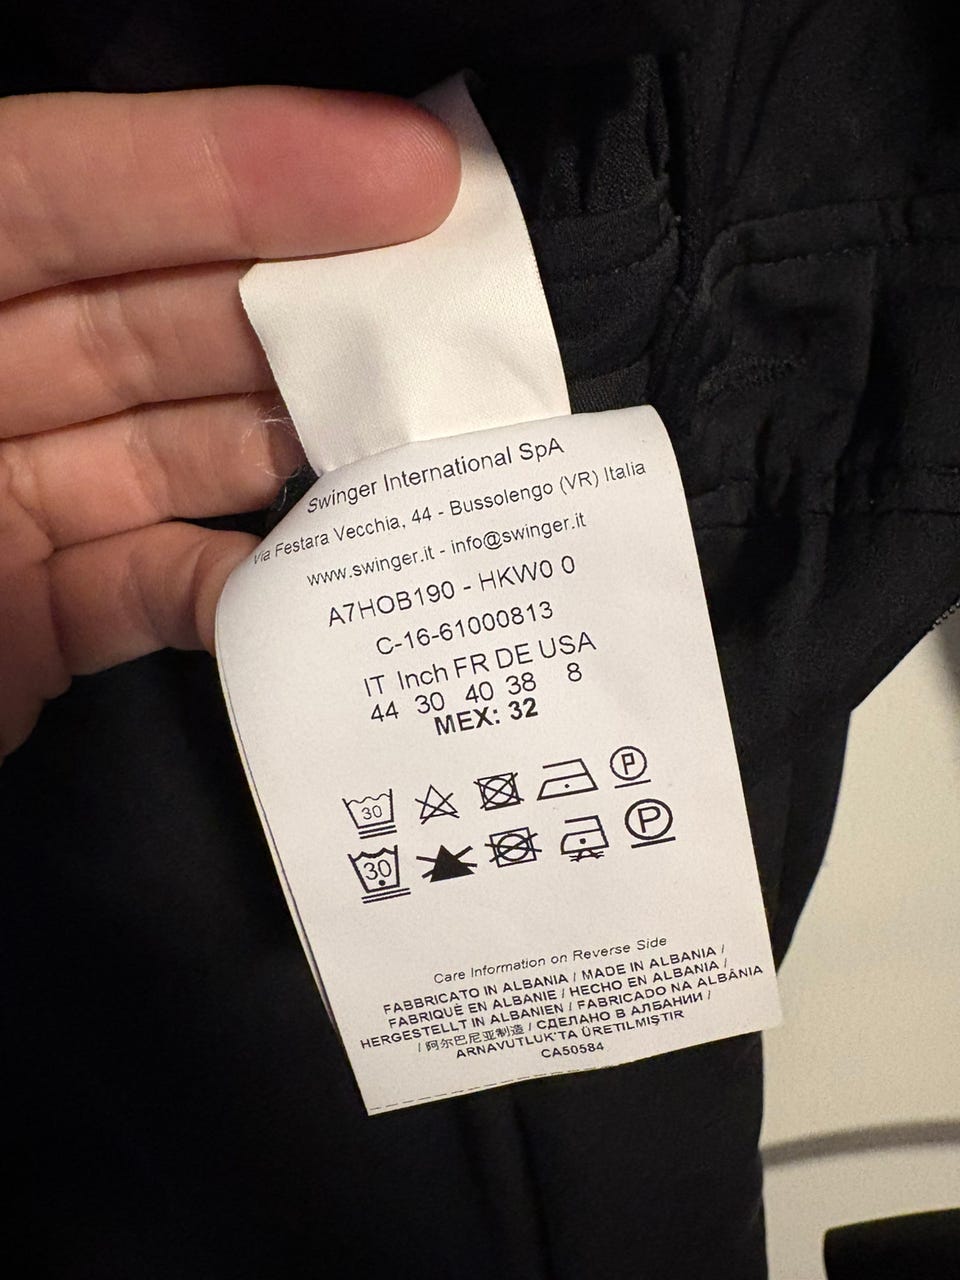 Swinger International SpA
Via Festara Vecchia, 44 - Bussolengo (VR) Italia
www.swinger.it - info@swinger.it
A7HOB190 - HKW0 0
C-16-61000813
IT Inch FR DE USA
44 30 40 38 8
MEX: 32
30 P
30 P
Care Information on Reverse Side
FABBRICATO IN ALBANIA / MADE IN ALBANIA /
FABRIQUÈ EN ALBANIE / HECHO EN ALBANIA /
HERGESTELLT IN ALBANIEN / FABRICADO NA ALBÂNIA
/ 阿尔巴尼亚制造 / СДЕЛАНО В АЛБАНИИ /
ARNAVUTLUK'TA ÜRETILMIŞTIR
CA50584